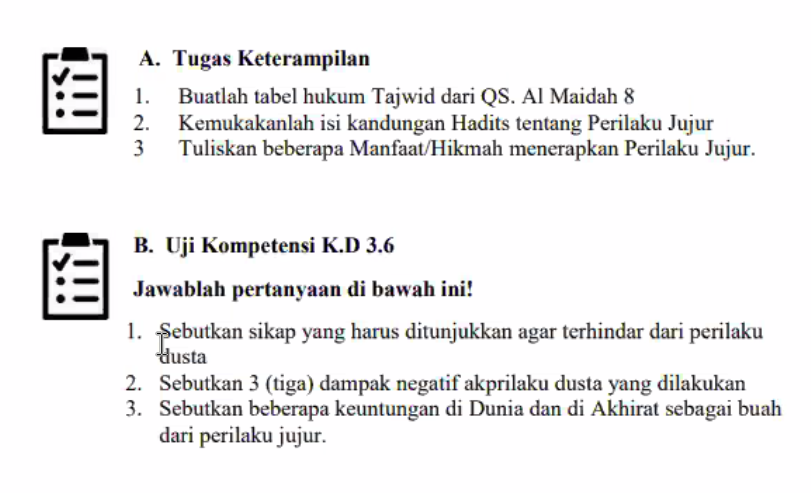 A. Tugas Keterampilan
1. Buatlah tabel hukum Tajwid dari QS. Al Maidah 8
2. Kemukakanlah isi kandungan Hadits tentang Perilaku Jujur
3 Tuliskan beberapa Manfaat/Hikmah menerapkan Perilaku Jujur.
B. Uji Kompetensi K.D 3.6
Jawablah pertanyaan di bawah ini!
1. Sebutkan sikap yang harus ditunjukkan agar terhindar dari perilaku
dusta
2. Sebutkan 3 (tiga) dampak negatif akprilaku dusta yang dilakukan
3. Sebutkan beberapa keuntungan di Dunia dan di Akhirat sebagai buah
dari perilaku jujur.